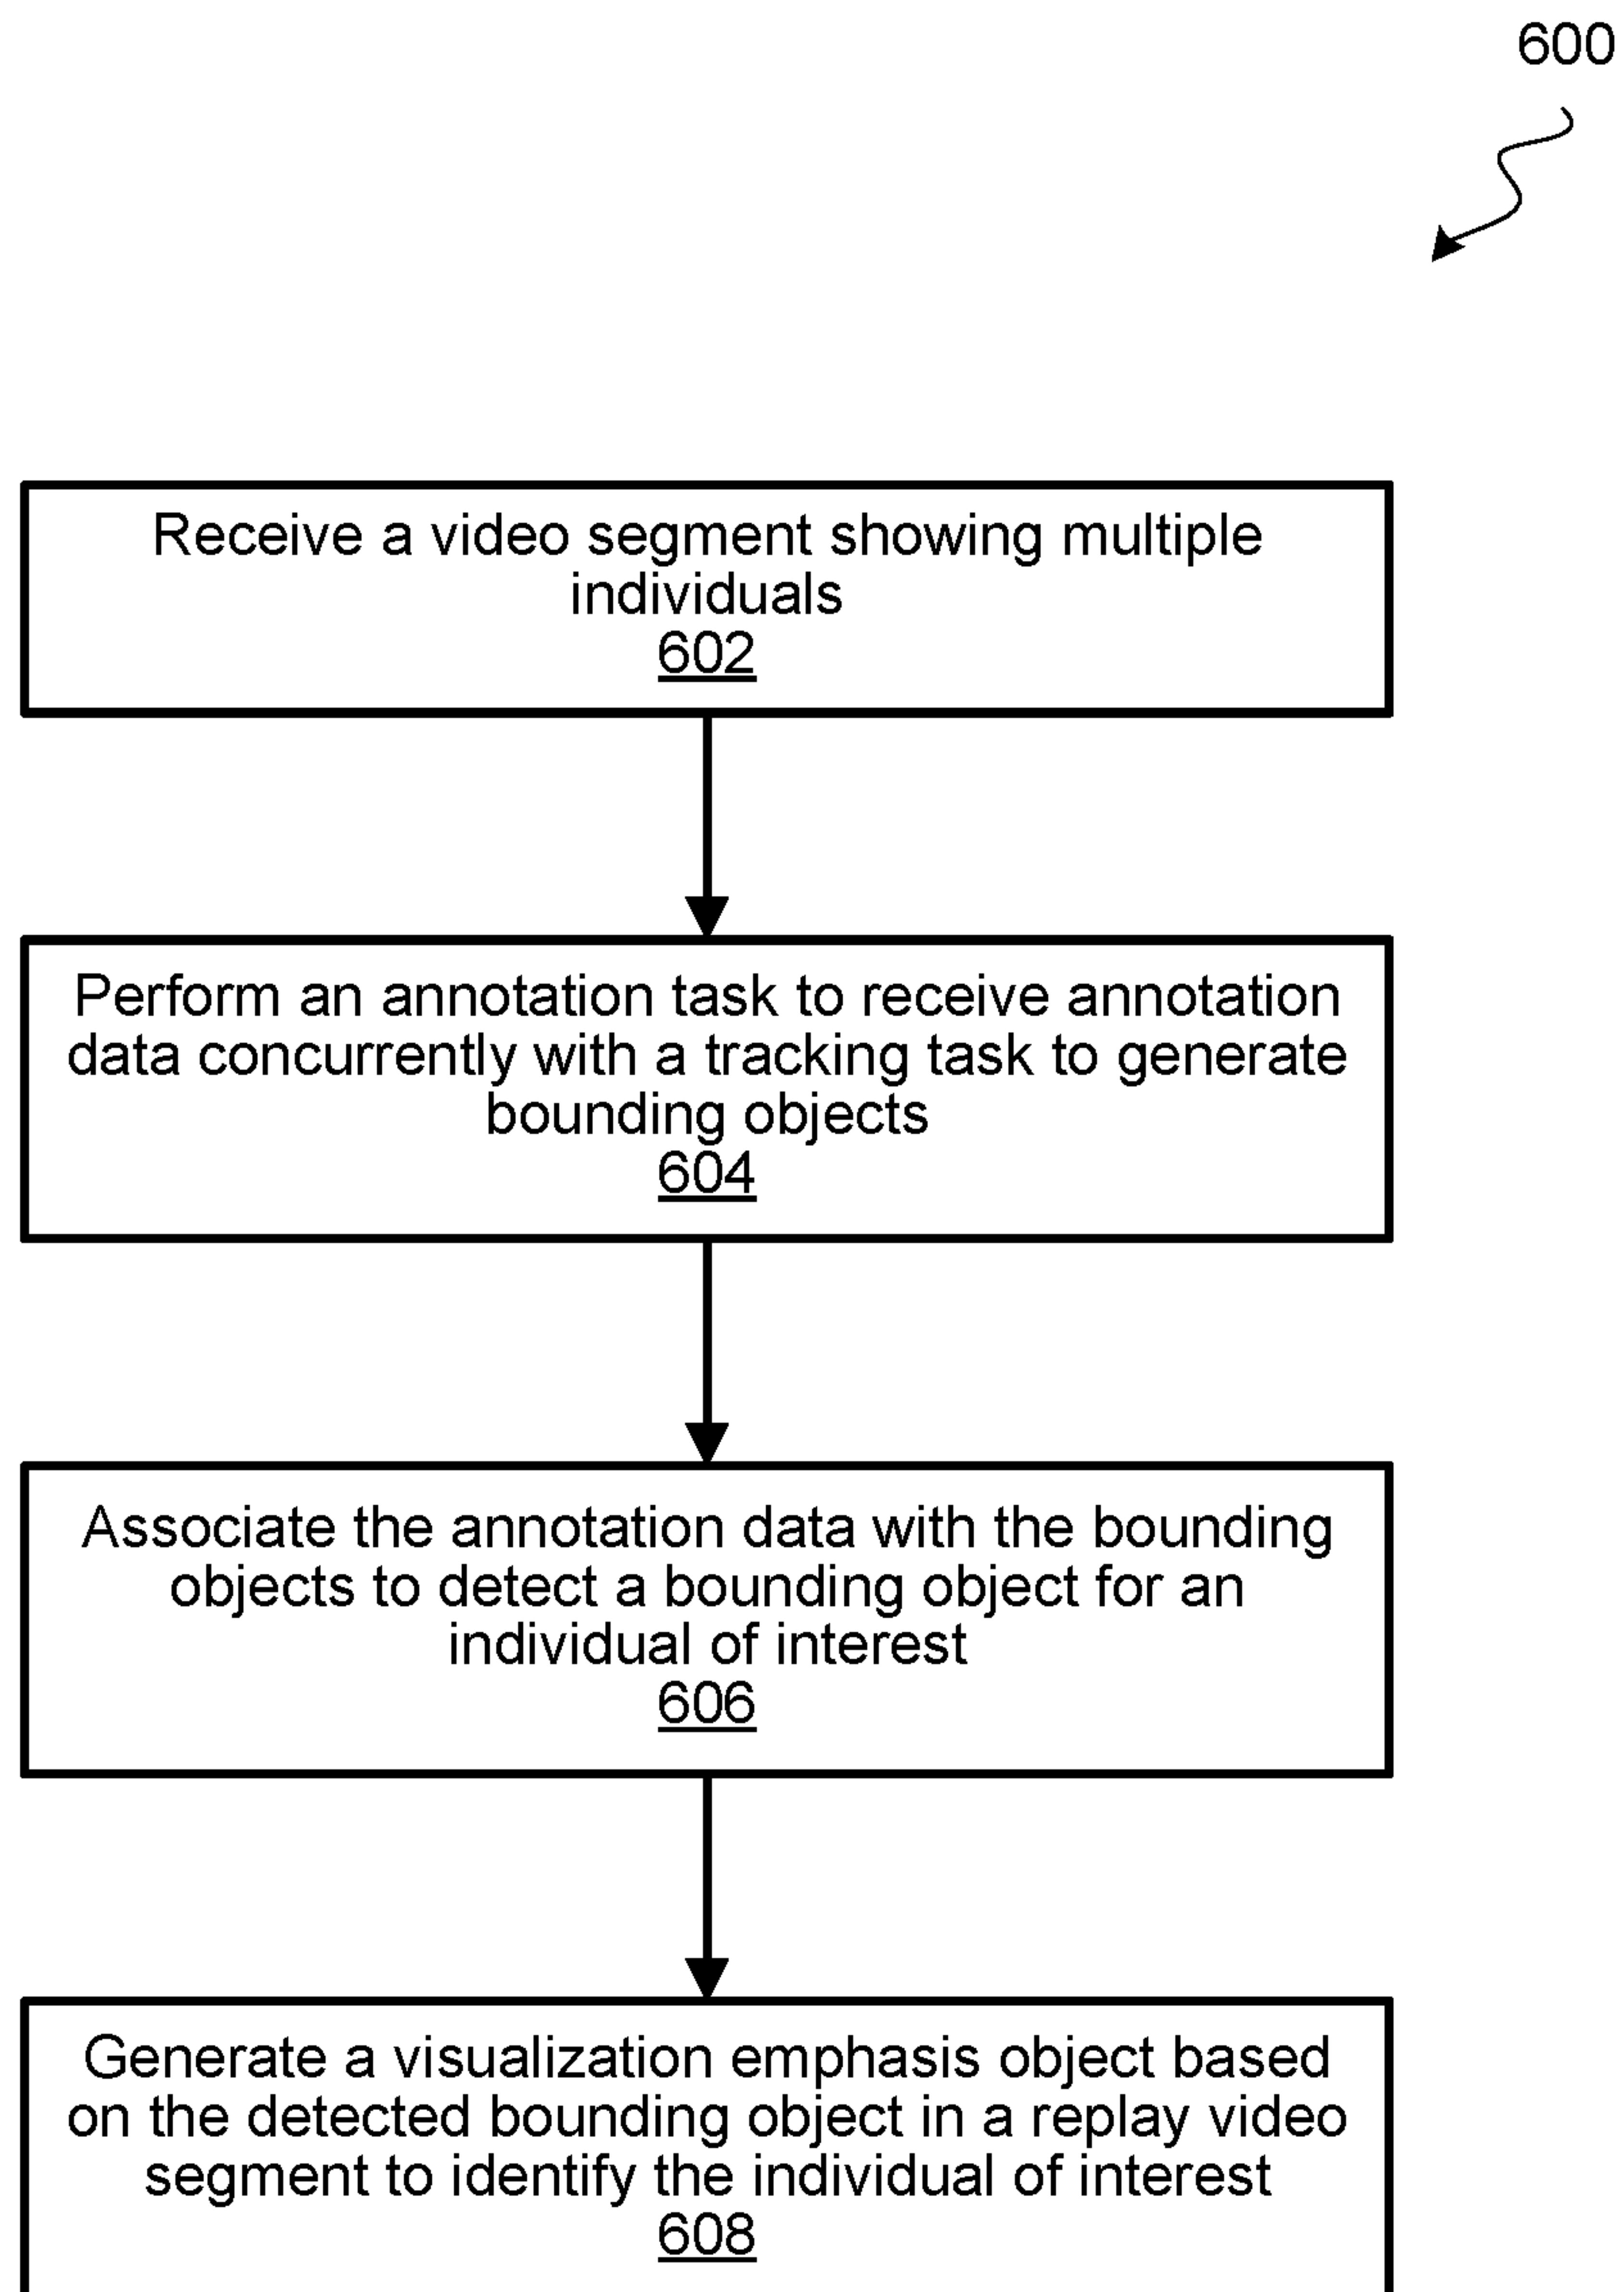 600
Receive a video segment showing multiple
individuals
602
Perform an annotation task to receive annotation
data concurrently with a tracking task to generate
bounding objects
604
Associate the annotation data with the bounding
objects to detect a bounding object for an
individual of interest
606
Generate a visualization emphasis object based
on the detected bounding object in a replay video
segment to identify the individual of interest
608